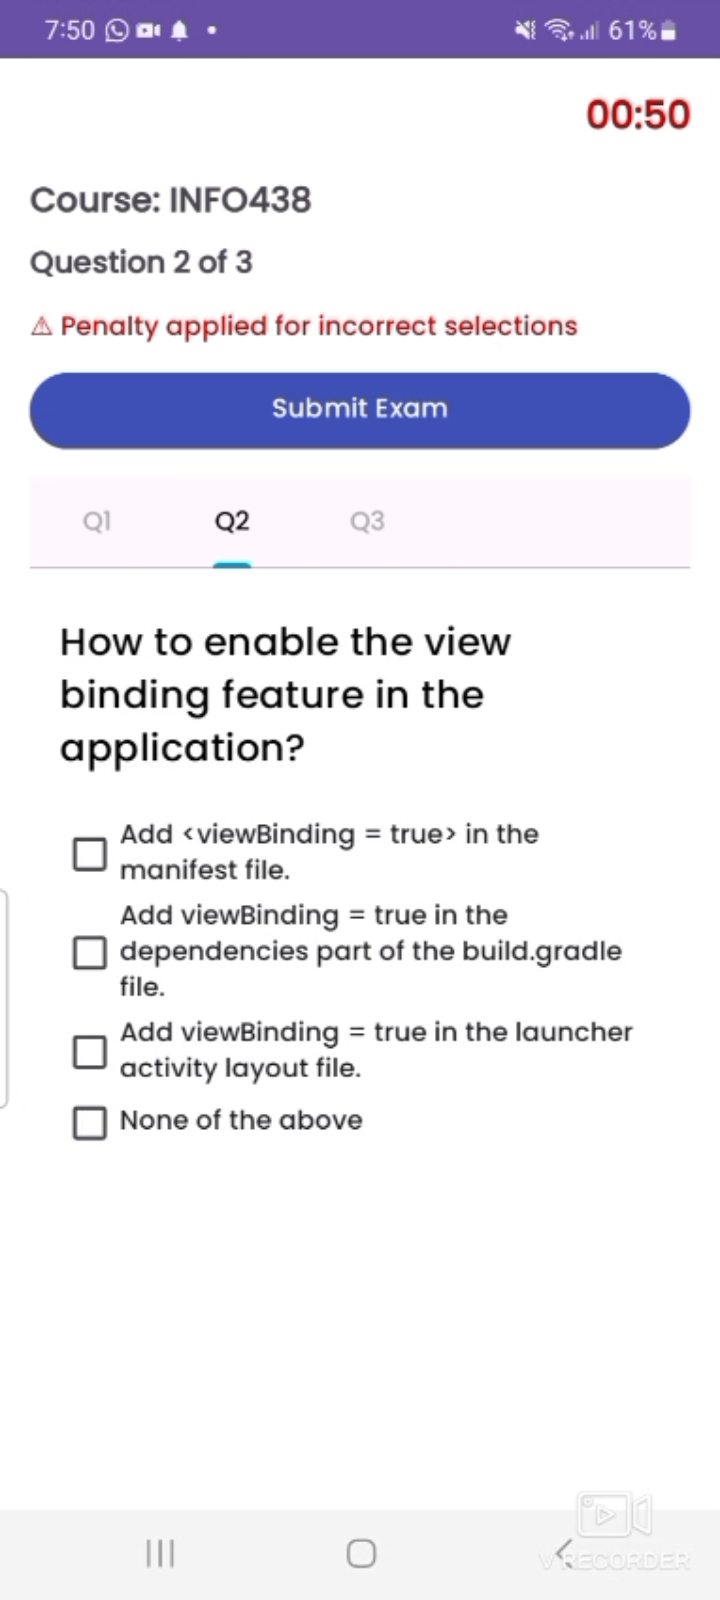 7:50
61%
00:50
Course: INFO438
Question 2 of 3
⚠ Penalty applied for incorrect selections
Submit Exam
Q1 Q2 Q3
How to enable the view
binding feature in the
application?
Add <viewBinding = true> in the
manifest file.
Add viewBinding = true in the
dependencies part of the build.gradle
file.
Add viewBinding = true in the launcher
activity layout file.
None of the above
V RECORDER